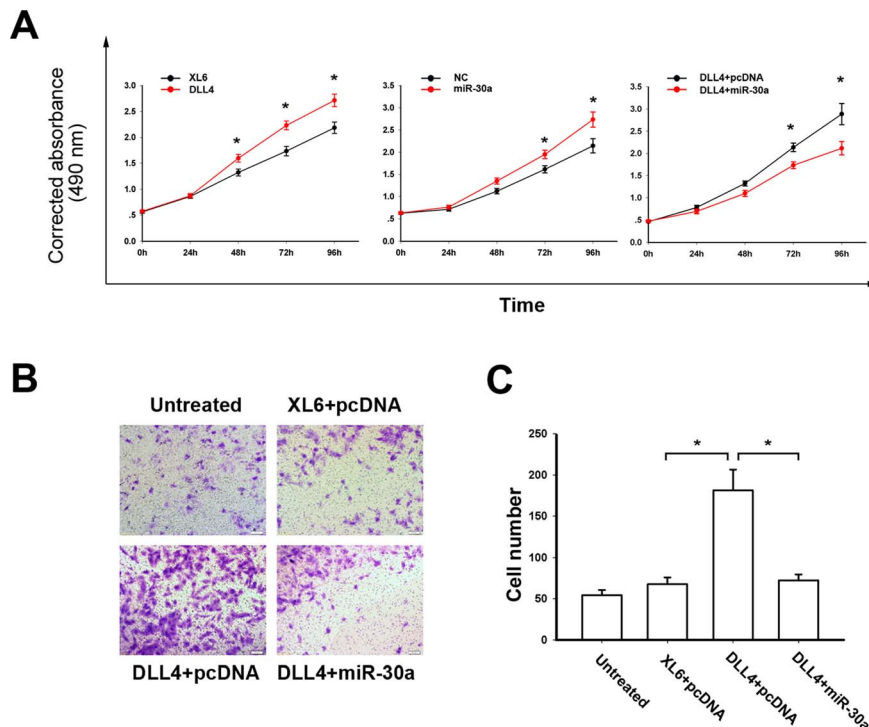 A
Corrected absorbance
(490 nm)
XL6
DLL4
3.0
2.5
2.0
1.5
1.0
.5
0.0
* * *
0h 24h 48h 72h 96h
NC
miR-30a
3.5
3.0
2.5
2.0
1.5
1.0
0.5
0.0
* *
0h 24h 48h 72h 96h
DLL4+pcDNA
DLL4+miR-30a
3.5
3.0
2.5
2.0
1.5
1.0
.5
0.0
* *
0h 24h 48h 72h 96h
Time
B
Untreated XL6+pcDNA
DLL4+pcDNA DLL4+miR-30a
C
Cell number
250
200
150
100
50
0
* *
Untreated
XL6+pcDNA
DLL4+pcDNA
DLL4+miR-30a